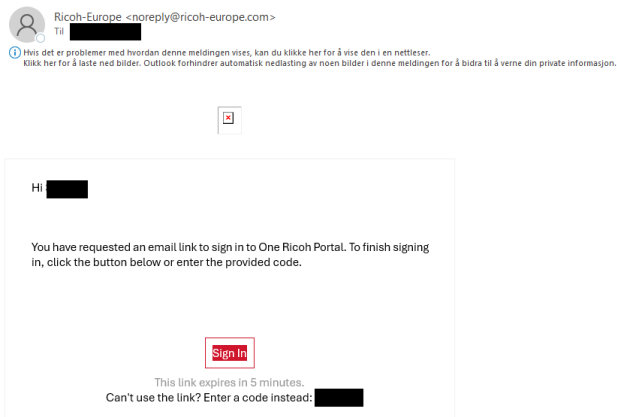 Ricoh-Europe <noreply@ricoh-europe.com>
Til
Hvis det er problemer med hvordan denne meldingen vises, kan du klikke her for å vise den i en nettleser.
Klikk her for å laste ned bilder. Outlook forhindrer automatisk nedlasting av noen bilder i denne meldingen for å bidra til å verne din private informasjon.
Hi
You have requested an email link to sign in to One Ricoh Portal. To finish signing
in, click the button below or enter the provided code.
Sign In
This link expires in 5 minutes.
Can't use the link? Enter a code instead: